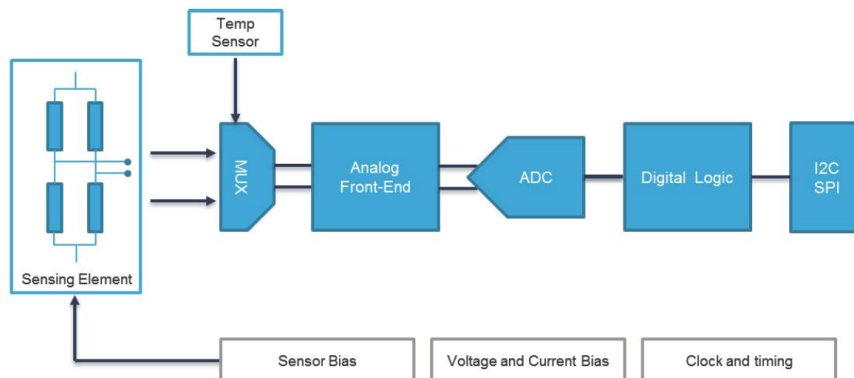 Temp
Sensor
MUX
Analog
Front-End
ADC
Digital Logic
I2C
SPI
Sensing Element
Sensor Bias
Voltage and Current Bias
Clock and timing